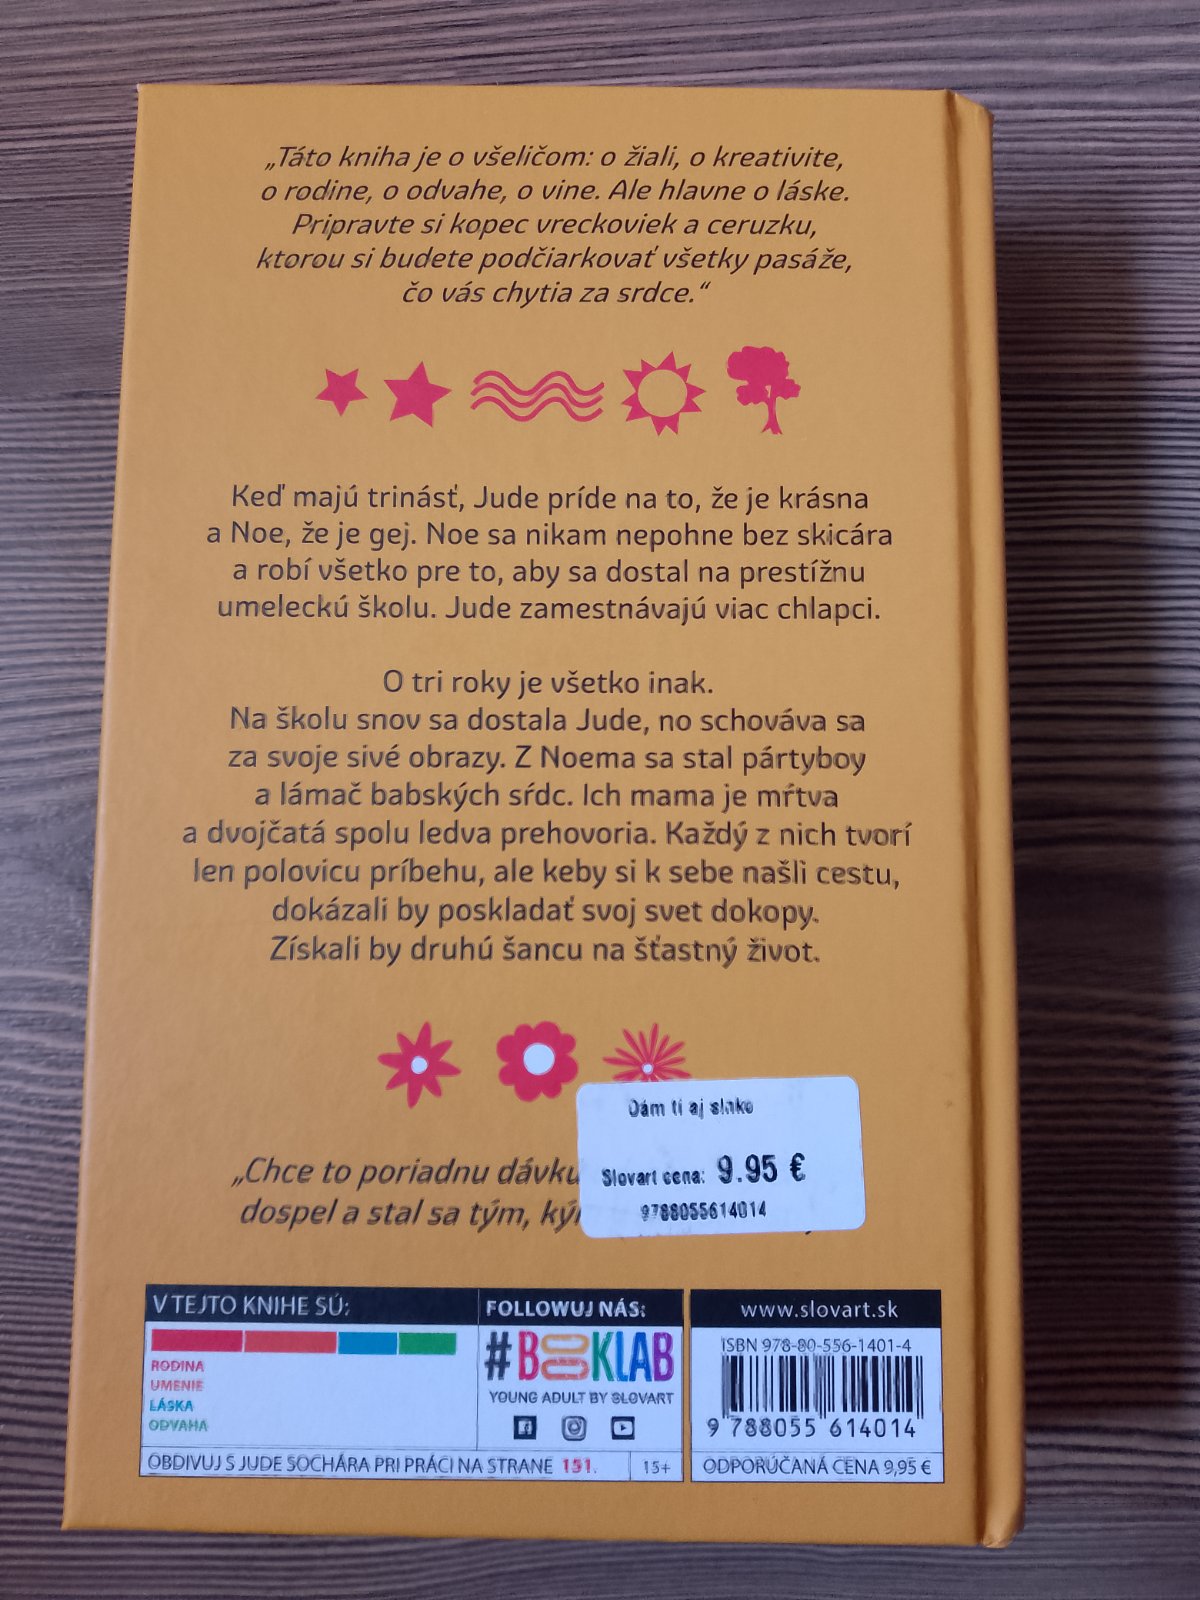 „Táto kniha je o všeličom: o žiali, o kreativite,
o rodine, o odvahe, o vine. Ale hlavne o láske.
Pripravte si kopec vreckoviek a ceruzku,
ktorou si budete podčiarkovať všetky pasáže,
čo vás chytia za srdce.“
Keď majú trinásť, Jude príde na to, že je krásna
a Noe, že je gej. Noe sa nikam nepohne bez skicára
a robí všetko pre to, aby sa dostal na prestížnu
umeleckú školu. Jude zamestnávajú viac chlapci.
O tri roky je všetko inak.
Na školu snov sa dostala Jude, no schováva sa
za svoje sivé obrazy. Z Noema sa stal pártyboy
a lámač babských sŕdc. Ich mama je mŕtva
a dvojčatá spolu ledva prehovoria. Každý z nich tvorí
len polovicu príbehu, ale keby si k sebe našli cestu,
dokázali by poskladať svoj svet dokopy.
Získali by druhú šancu na šťastný život.
Dám ti aj slnko
Slovart cena: 9.95 €
9788055614014
„Chce to poriadnu dávku
dospel a stal sa tým,
V TEJTO KNIHE SÚ:
RODINA
UMENIE
LÁSKA
ODVAHA
FOLLOWUJ NÁS:
#BOOKLAB
YOUNG ADULT BY SLOVART
OBDIVUJ S JUDE SOCHÁRA PRI PRÁCI NA STRANE 151.
15+
www.slovart.sk
ISBN 978-80-556-1401-4
9 788055 614014
ODPORÚČANÁ CENA 9,95 €